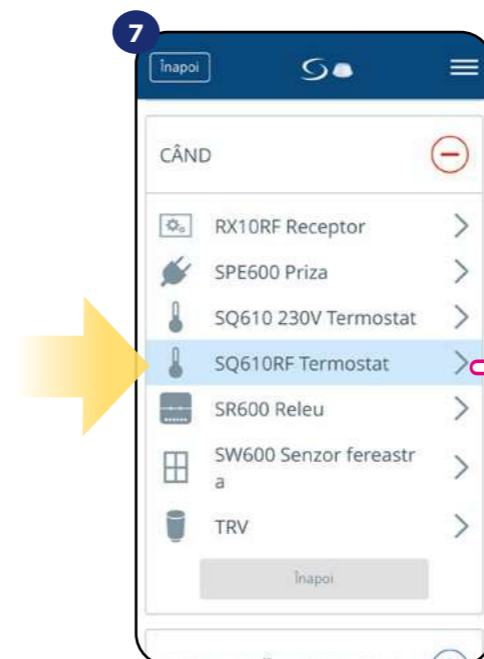 7
Înapoi
CÂND
RX10RF Receptor
SPE600 Priza
SQ610 230V Termostat
SQ610RF Termostat
SR600 Releu
SW600 Senzor fereastr
a
TRV
Înapoi